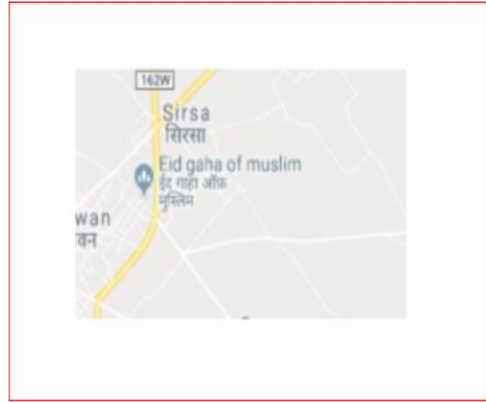 162W
Sirsa
सिरसा
Eid gaha of muslim
ईद गाहा ऑफ़
मुस्लिम
wan
वन